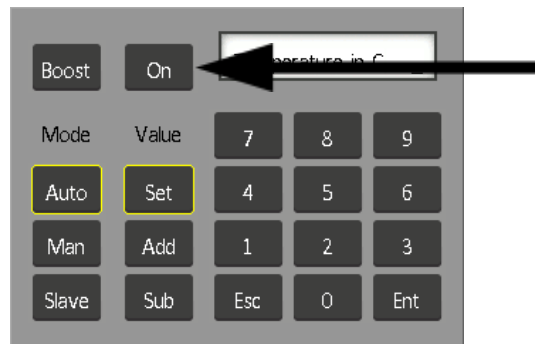 Boost On in C _
Mode Value 7 8 9
Auto Set 4 5 6
Man Add 1 2 3
Slave Sub Esc 0 Ent